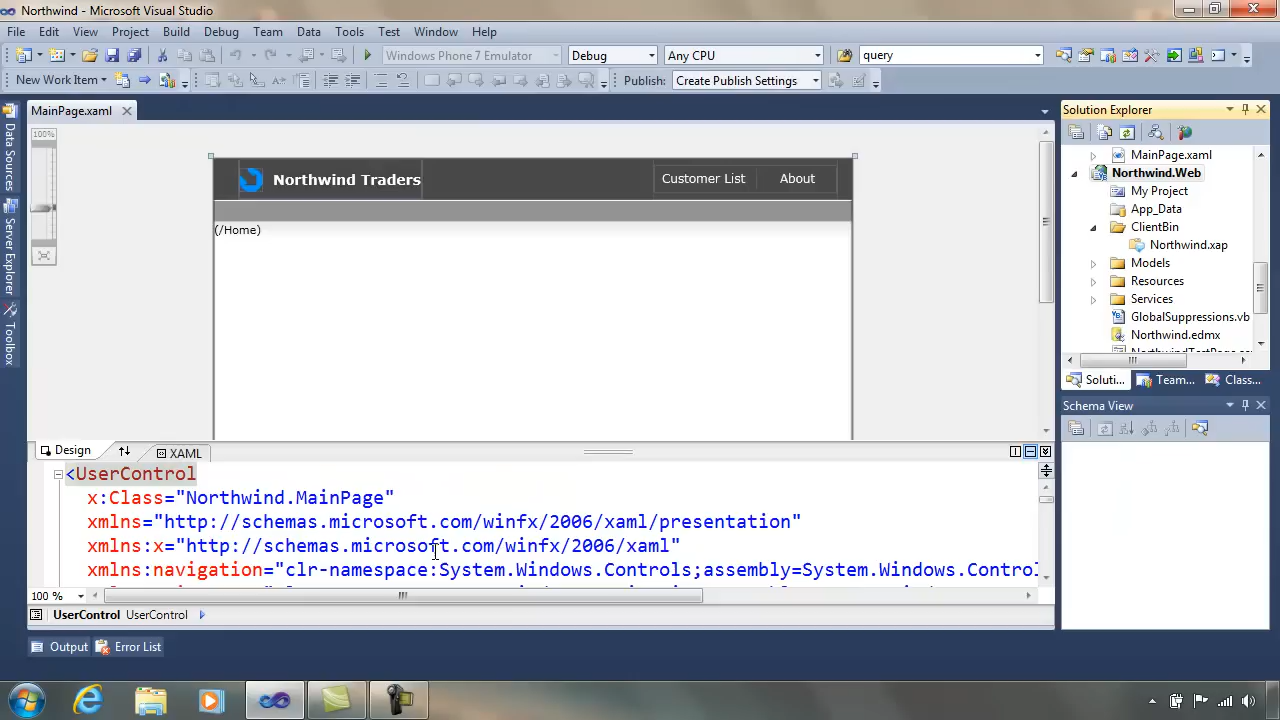 Northwind - Microsoft Visual Studio
File Edit View Project Build Debug Team Data Tools Test Window Help
Windows Phone 7 Emulator Debug Any CPU query
New Work Item Publish: Create Publish Settings
MainPage.xaml
Data Sources
Server Explorer
Toolbox
100%
Northwind Traders Customer List About
(/Home)
Design XAML
<UserControl
x:Class="Northwind.MainPage"
xmlns="http://schemas.microsoft.com/winfx/2006/xaml/presentation"
xmlns:x="http://schemas.microsoft.com/winfx/2006/xaml"
xmlns:navigation="clr-namespace:System.Windows.Controls;assembly=System.Windows.Contro
100 %
UserControl UserControl
Output Error List
Solution Explorer
MainPage.xaml
Northwind.Web
My Project
App_Data
ClientBin
Northwind.xap
Models
Resources
Services
GlobalSuppressions.vb
Northwind.edmx
Soluti... Team... Class...
Schema View